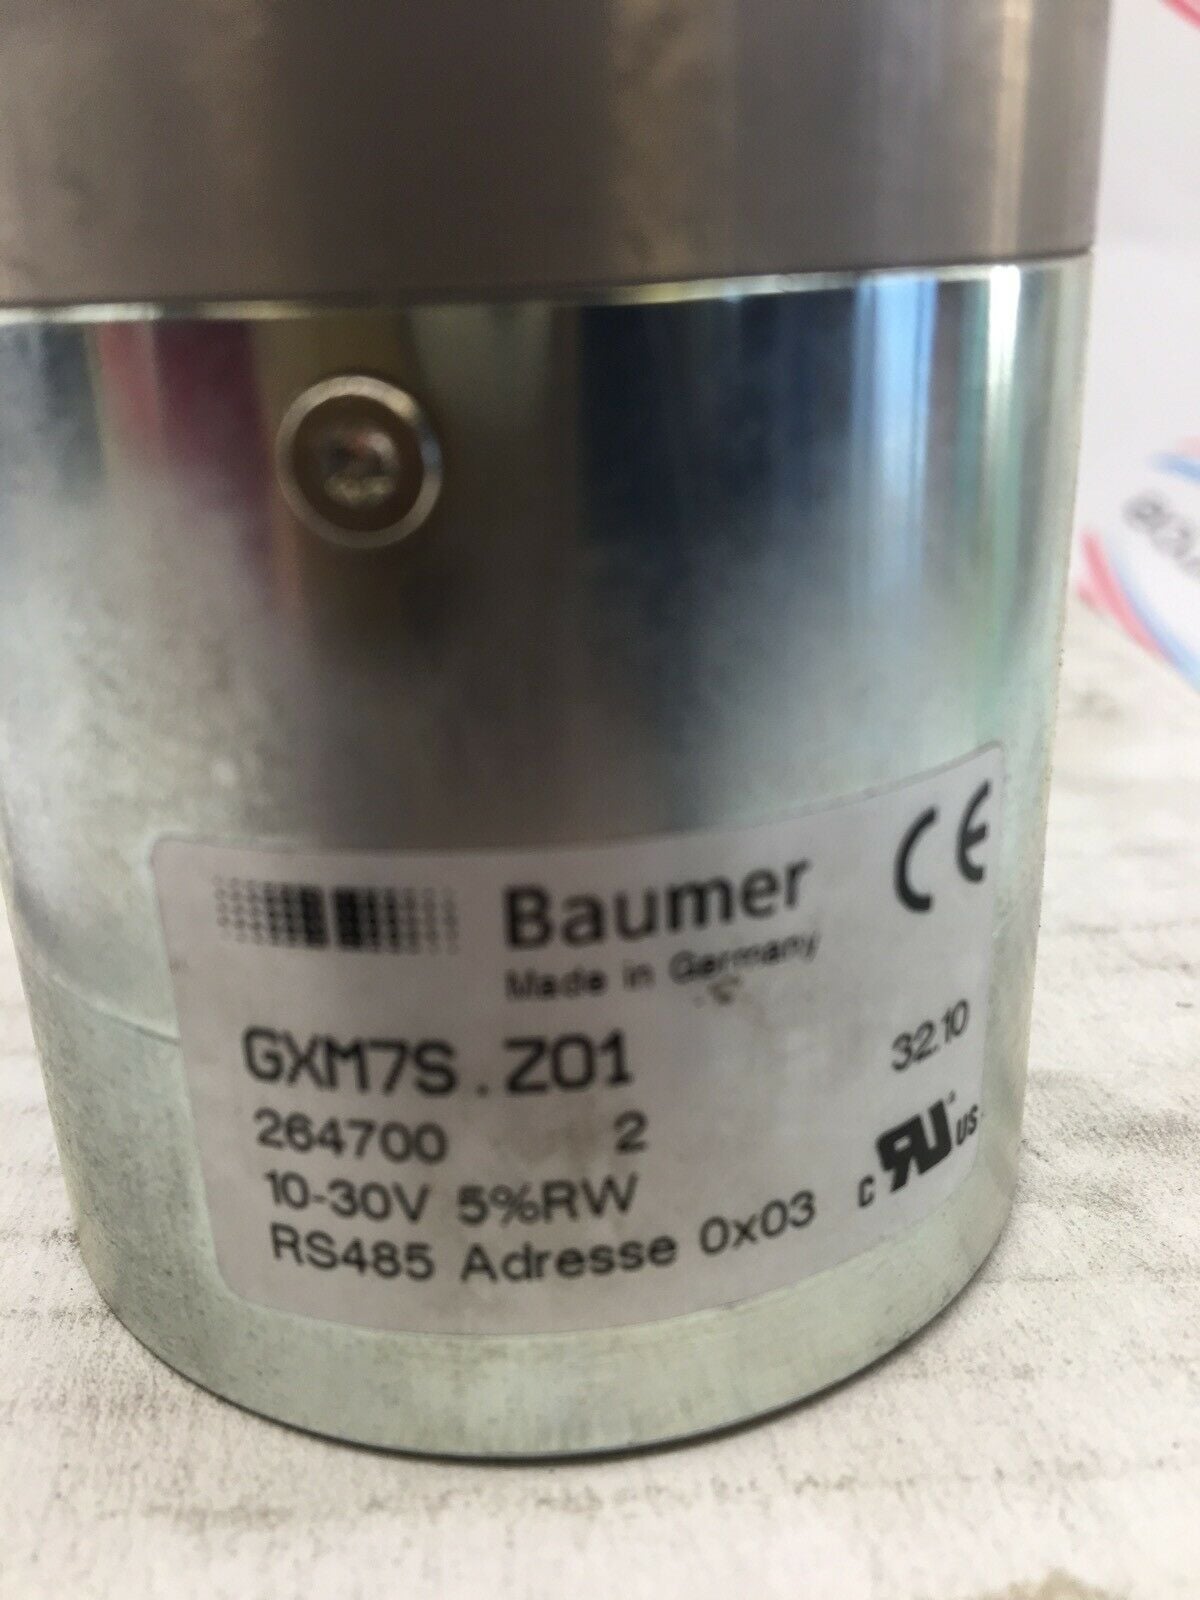 Baumer
CE
Made in Germany
GXM7S.Z01
32.10
264700 2
10-30V 5%RW
c RU US
RS485 Adresse 0x03